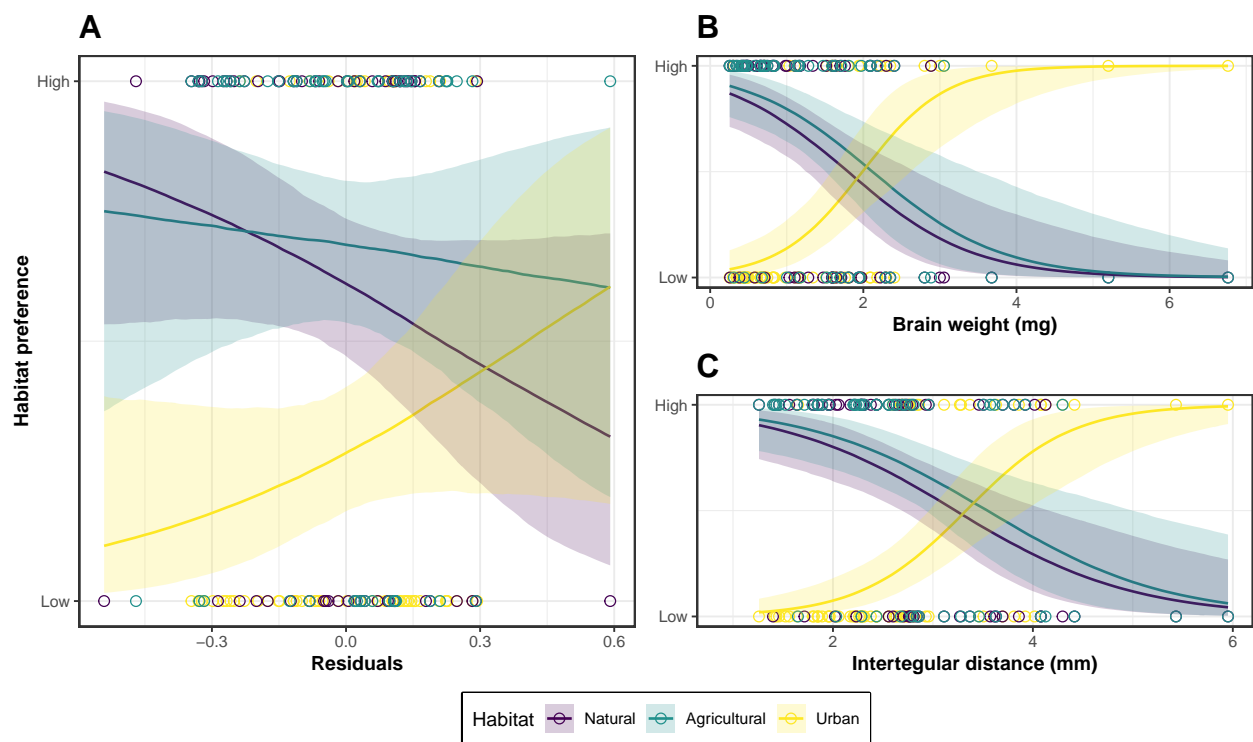 A
Habitat preference
High
Low
−0.3 0.0 0.3 0.6
Residuals
B
High
Low
0 2 4 6
Brain weight (mg)
C
High
Low
2 4 6
Intertegular distance (mm)
Habitat Natural Agricultural Urban